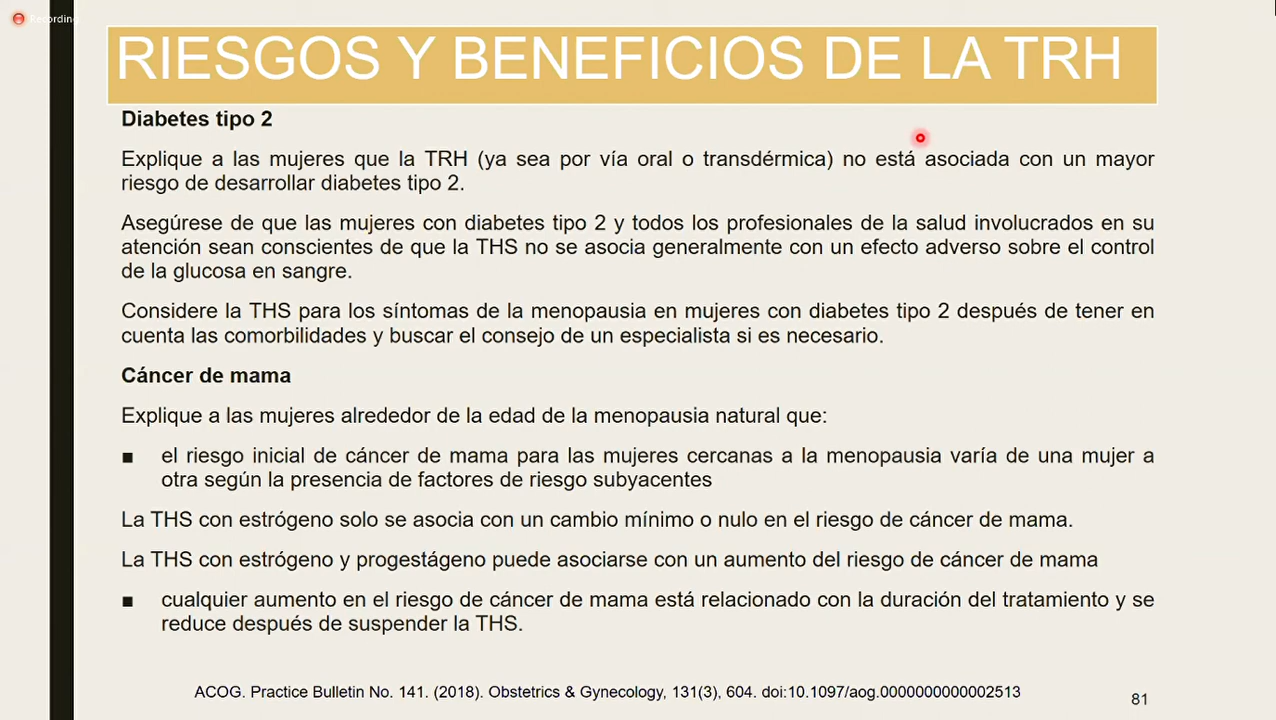 Recording
RIESGOS Y BENEFICIOS DE LA TRH
Diabetes tipo 2
Explique a las mujeres que la TRH (ya sea por vía oral o transdérmica) no está asociada con un mayor
riesgo de desarrollar diabetes tipo 2.
Asegúrese de que las mujeres con diabetes tipo 2 y todos los profesionales de la salud involucrados en su
atención sean conscientes de que la THS no se asocia generalmente con un efecto adverso sobre el control
de la glucosa en sangre.
Considere la THS para los síntomas de la menopausia en mujeres con diabetes tipo 2 después de tener en
cuenta las comorbilidades y buscar el consejo de un especialista si es necesario.
Cáncer de mama
Explique a las mujeres alrededor de la edad de la menopausia natural que:
■ el riesgo inicial de cáncer de mama para las mujeres cercanas a la menopausia varía de una mujer a
otra según la presencia de factores de riesgo subyacentes
La THS con estrógeno solo se asocia con un cambio mínimo o nulo en el riesgo de cáncer de mama.
La THS con estrógeno y progestágeno puede asociarse con un aumento del riesgo de cáncer de mama
■ cualquier aumento en el riesgo de cáncer de mama está relacionado con la duración del tratamiento y se
reduce después de suspender la THS.
ACOG. Practice Bulletin No. 141. (2018). Obstetrics & Gynecology, 131(3), 604. doi:10.1097/aog.0000000000002513
81